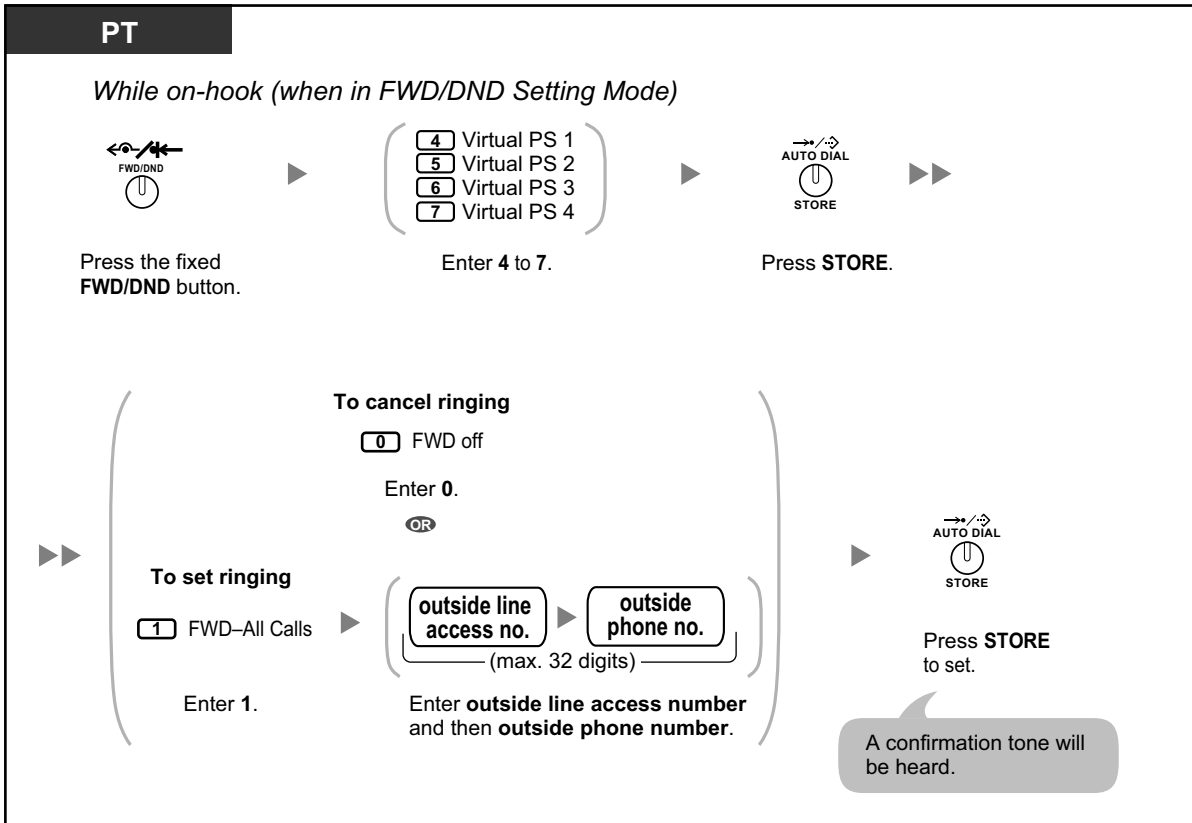 PT
While on-hook (when in FWD/DND Setting Mode)
FWD/DND
4 Virtual PS 1
5 Virtual PS 2
6 Virtual PS 3
7 Virtual PS 4
AUTO DIAL
STORE
Press the fixed
FWD/DND button.
Enter 4 to 7.
Press STORE.
To cancel ringing
0 FWD off
Enter 0.
OR
To set ringing
1 FWD–All Calls
Enter 1.
outside line
access no.
outside
phone no.
(max. 32 digits)
Enter outside line access number
and then outside phone number.
AUTO DIAL
STORE
Press STORE
to set.
A confirmation tone will
be heard.